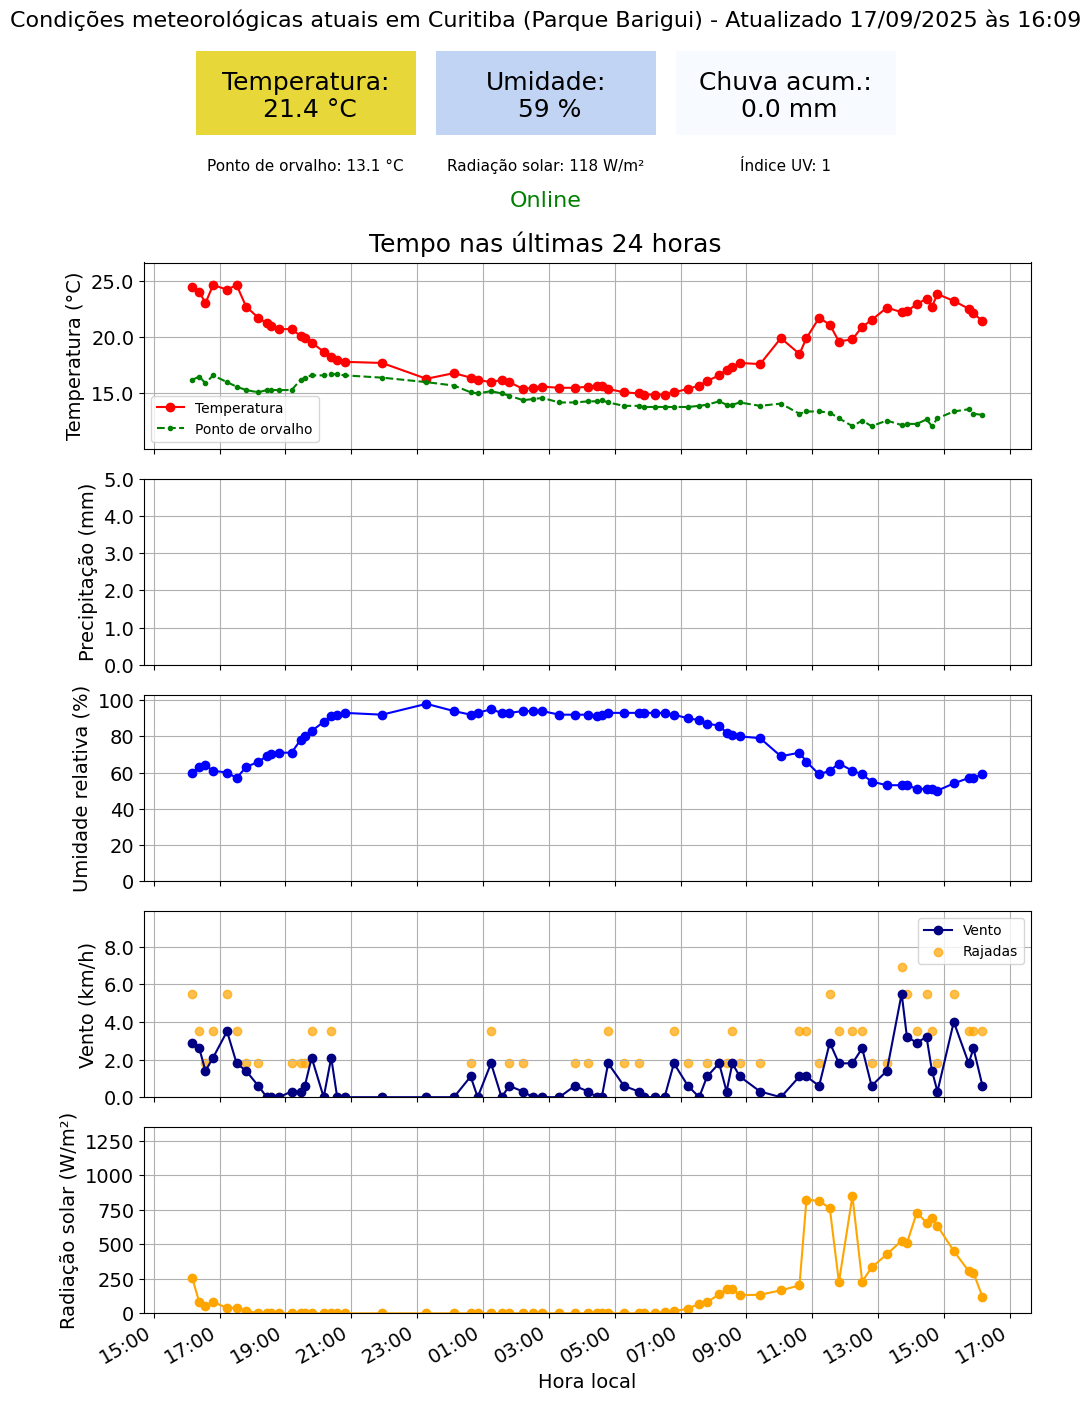 Condições meteorológicas atuais em Curitiba (Parque Barigui) - Atualizado 17/09/2025 às 16:09
Temperatura:
21.4 °C
Umidade:
59 %
Chuva acum.:
0.0 mm
Ponto de orvalho: 13.1 °C
Radiação solar: 118 W/m²
Índice UV: 1
Online
Tempo nas últimas 24 horas
Temperatura (°C)
25.0
20.0
15.0
Temperatura
Ponto de orvalho
Precipitação (mm)
5.0
4.0
3.0
2.0
1.0
0.0
Umidade relativa (%)
100
80
60
40
20
0
Vento (km/h)
8.0
6.0
4.0
2.0
0.0
Vento
Rajadas
Radiação solar (W/m²)
1250
1000
750
500
250
0
15:00
17:00
19:00
21:00
23:00
01:00
03:00
05:00
07:00
09:00
11:00
13:00
15:00
17:00
Hora local